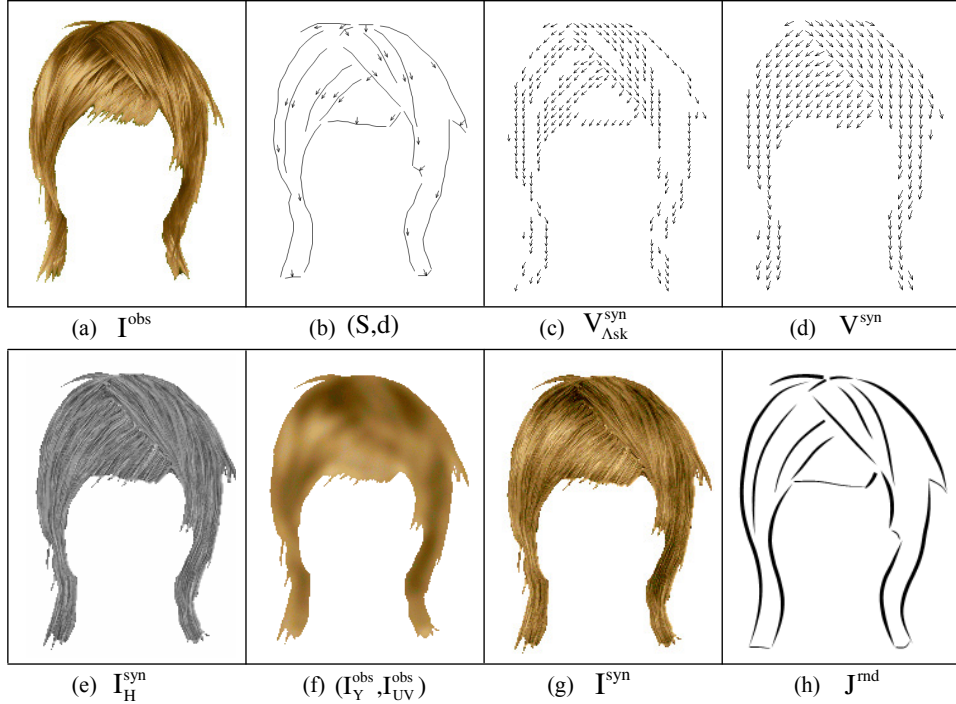 (a) I^obs
(b) (S,d)
(c) V^syn_Λsk
(d) V^syn
(e) I^syn_H
(f) (I^obs_Y,I^obs_UV)
(g) I^syn
(h) J^rnd